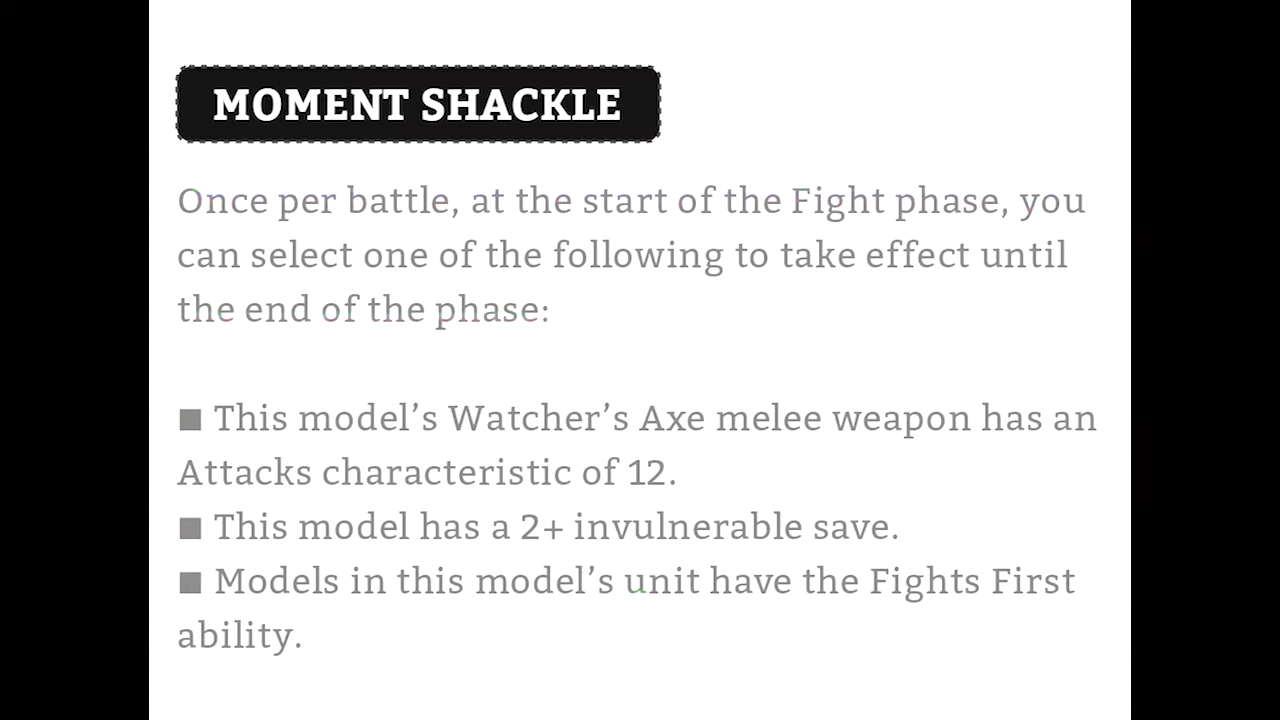 MOMENT SHACKLE
Once per battle, at the start of the Fight phase, you
can select one of the following to take effect until
the end of the phase:
■ This model’s Watcher’s Axe melee weapon has an
Attacks characteristic of 12.
■ This model has a 2+ invulnerable save.
■ Models in this model’s unit have the Fights First
ability.